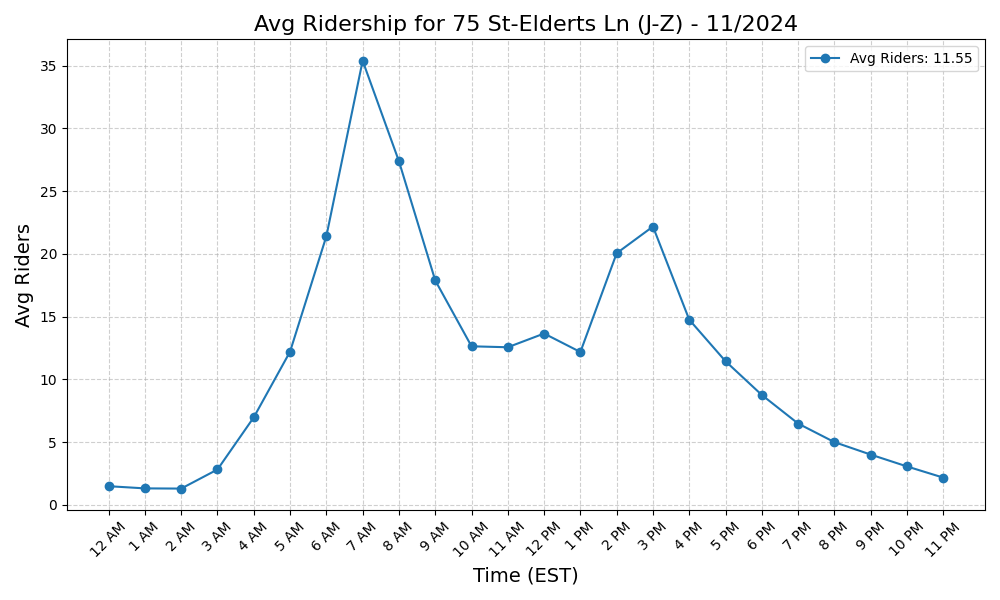 Avg Ridership for 75 St-Elderts Ln (J-Z) - 11/2024
Avg Riders: 11.55
Avg Riders
35
30
25
20
15
10
5
0
12 AM
1 AM
2 AM
3 AM
4 AM
5 AM
6 AM
7 AM
8 AM
9 AM
10 AM
11 AM
12 PM
1 PM
2 PM
3 PM
4 PM
5 PM
6 PM
7 PM
8 PM
9 PM
10 PM
11 PM
Time (EST)